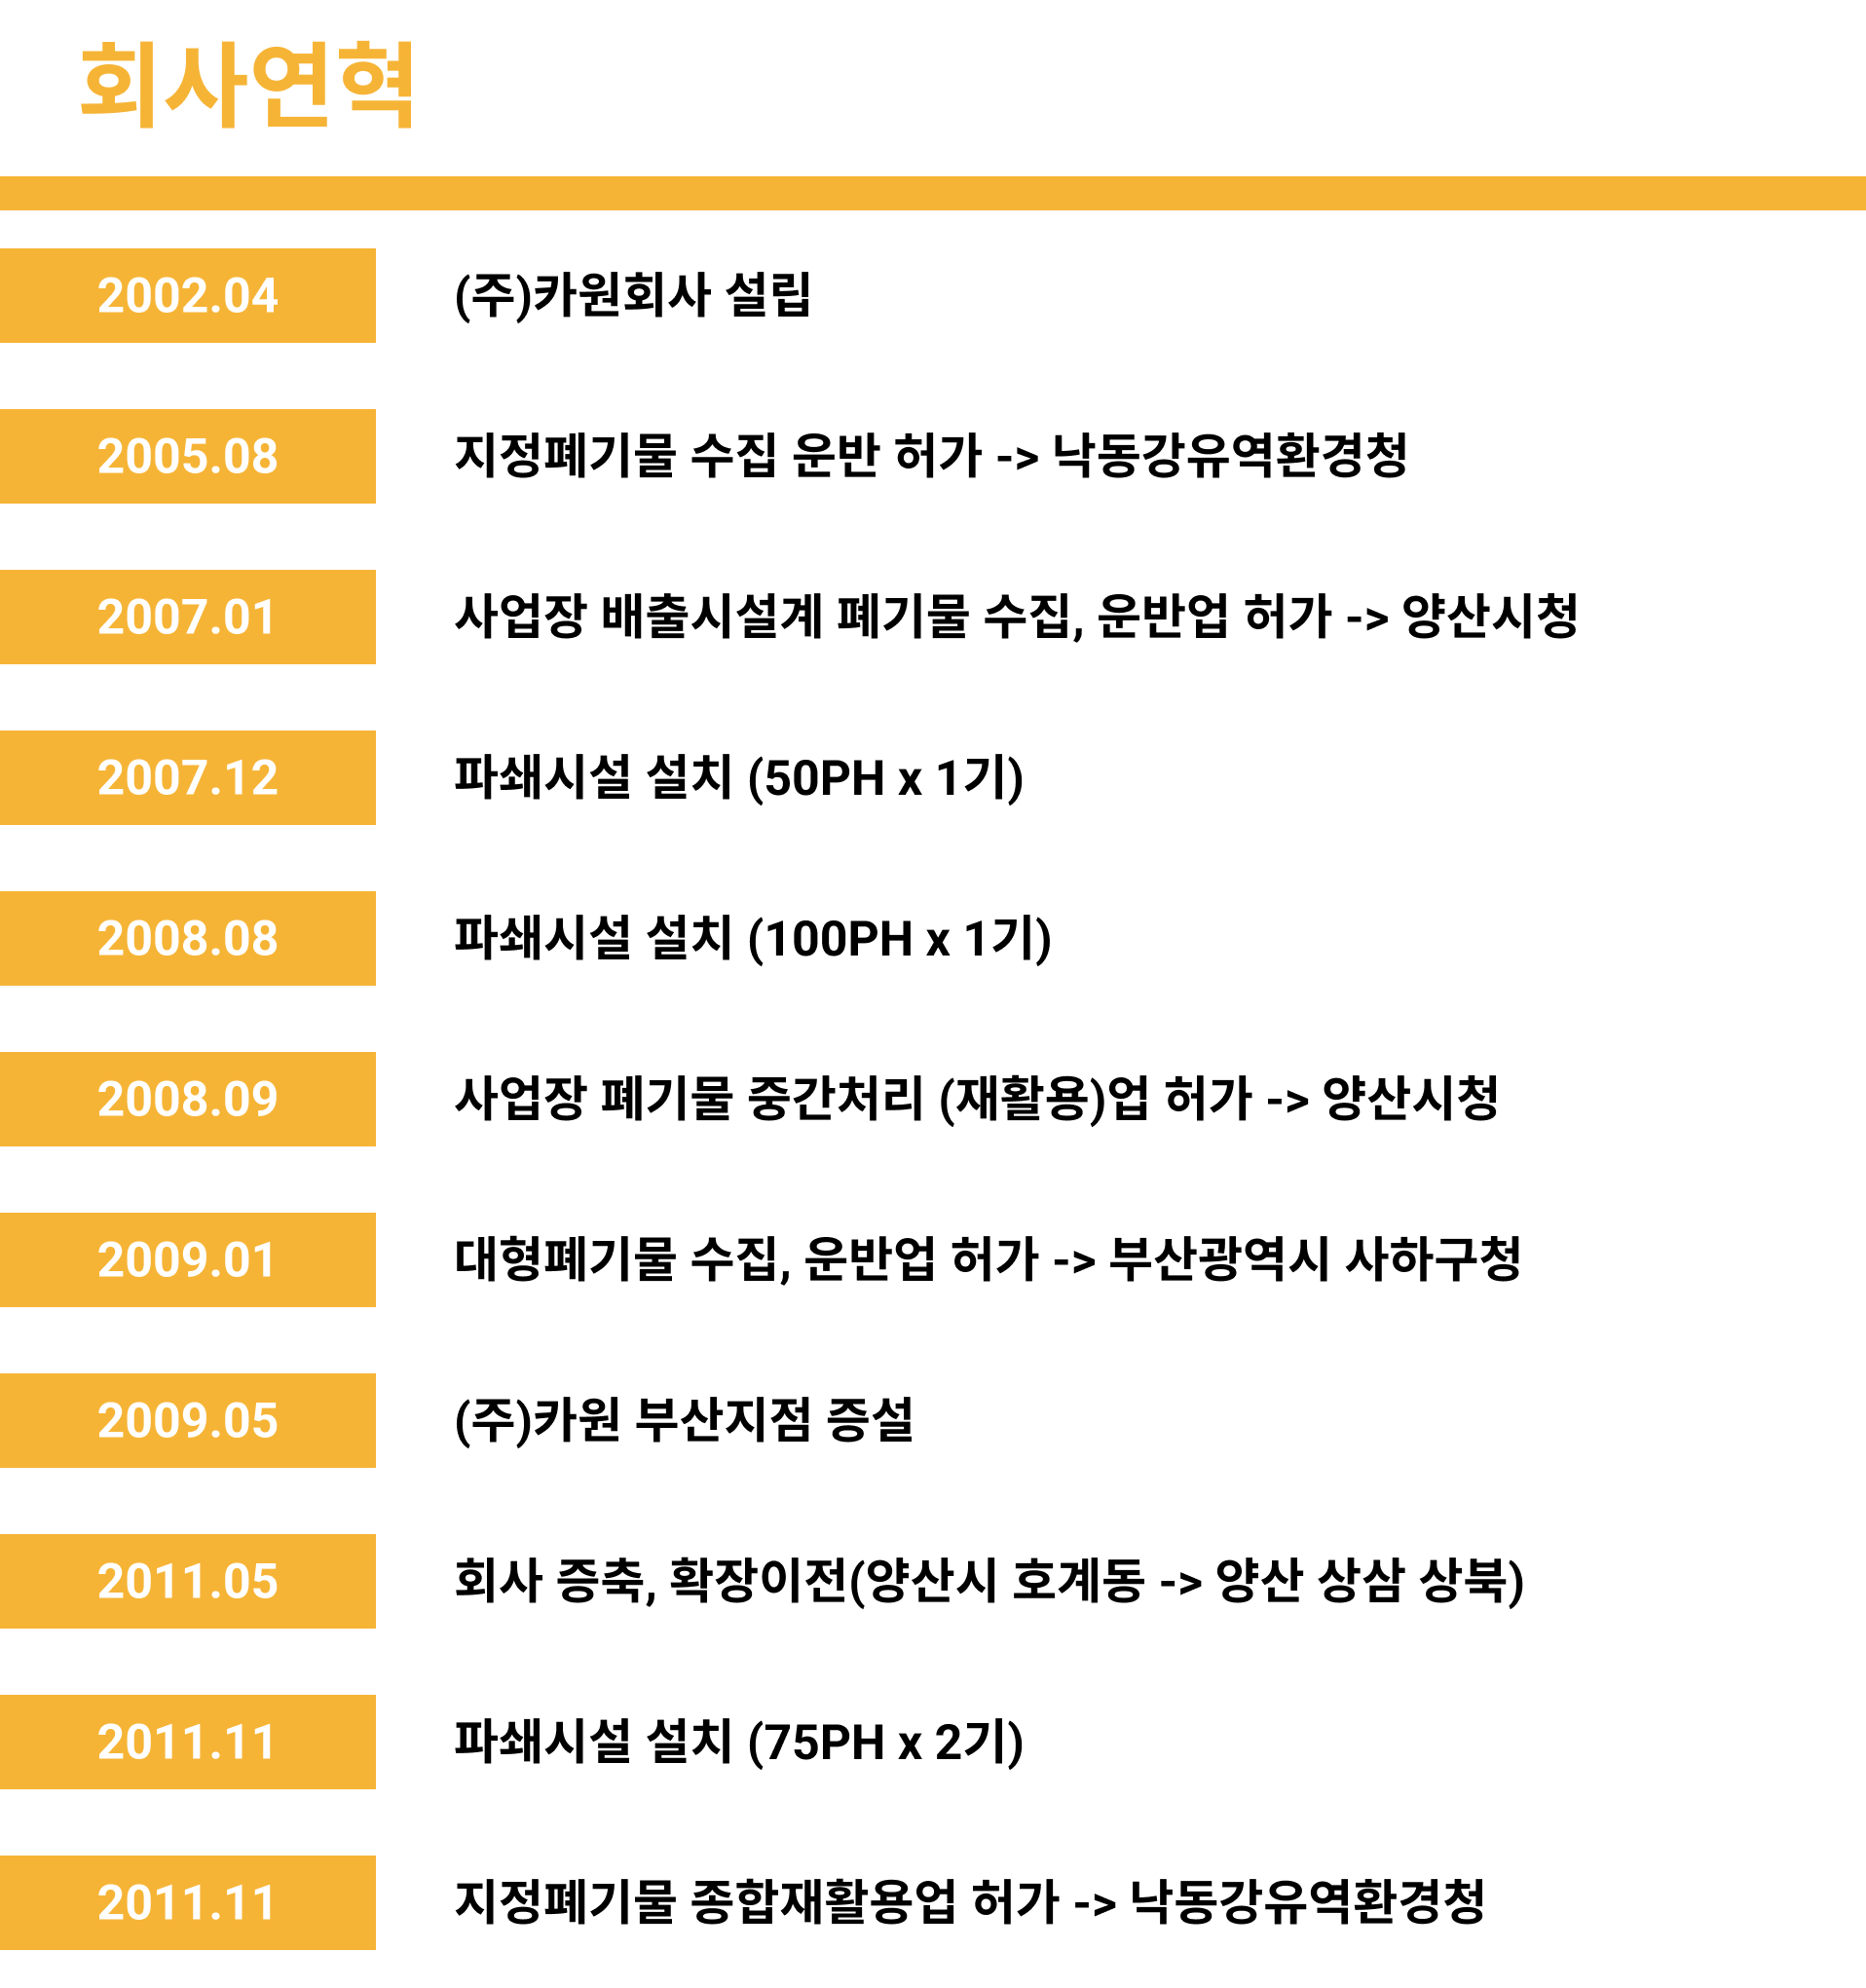 회사연혁
2002.04 (주)카원회사 설립
2005.08 지정폐기물 수집 운반 허가 -> 낙동강유역환경청
2007.01 사업장 배출시설게 폐기물 수집, 운반업 허가 -> 양산시청
2007.12 파쇄시설 설치 (50PH x 1기)
2008.08 파쇄시설 설치 (100PH x 1기)
2008.09 사업장 폐기물 중간처리 (재활용)업 허가 -> 양산시청
2009.01 대형폐기물 수집, 운반업 허가 -> 부산광역시 사하구청
2009.05 (주)카원 부산지점 증설
2011.05 회사 증축, 확장이전(양산시 호계동 -> 양산 상삼 상북)
2011.11 파쇄시설 설치 (75PH x 2기)
2011.11 지정폐기물 종합재활용업 허가 -> 낙동강유역환경청